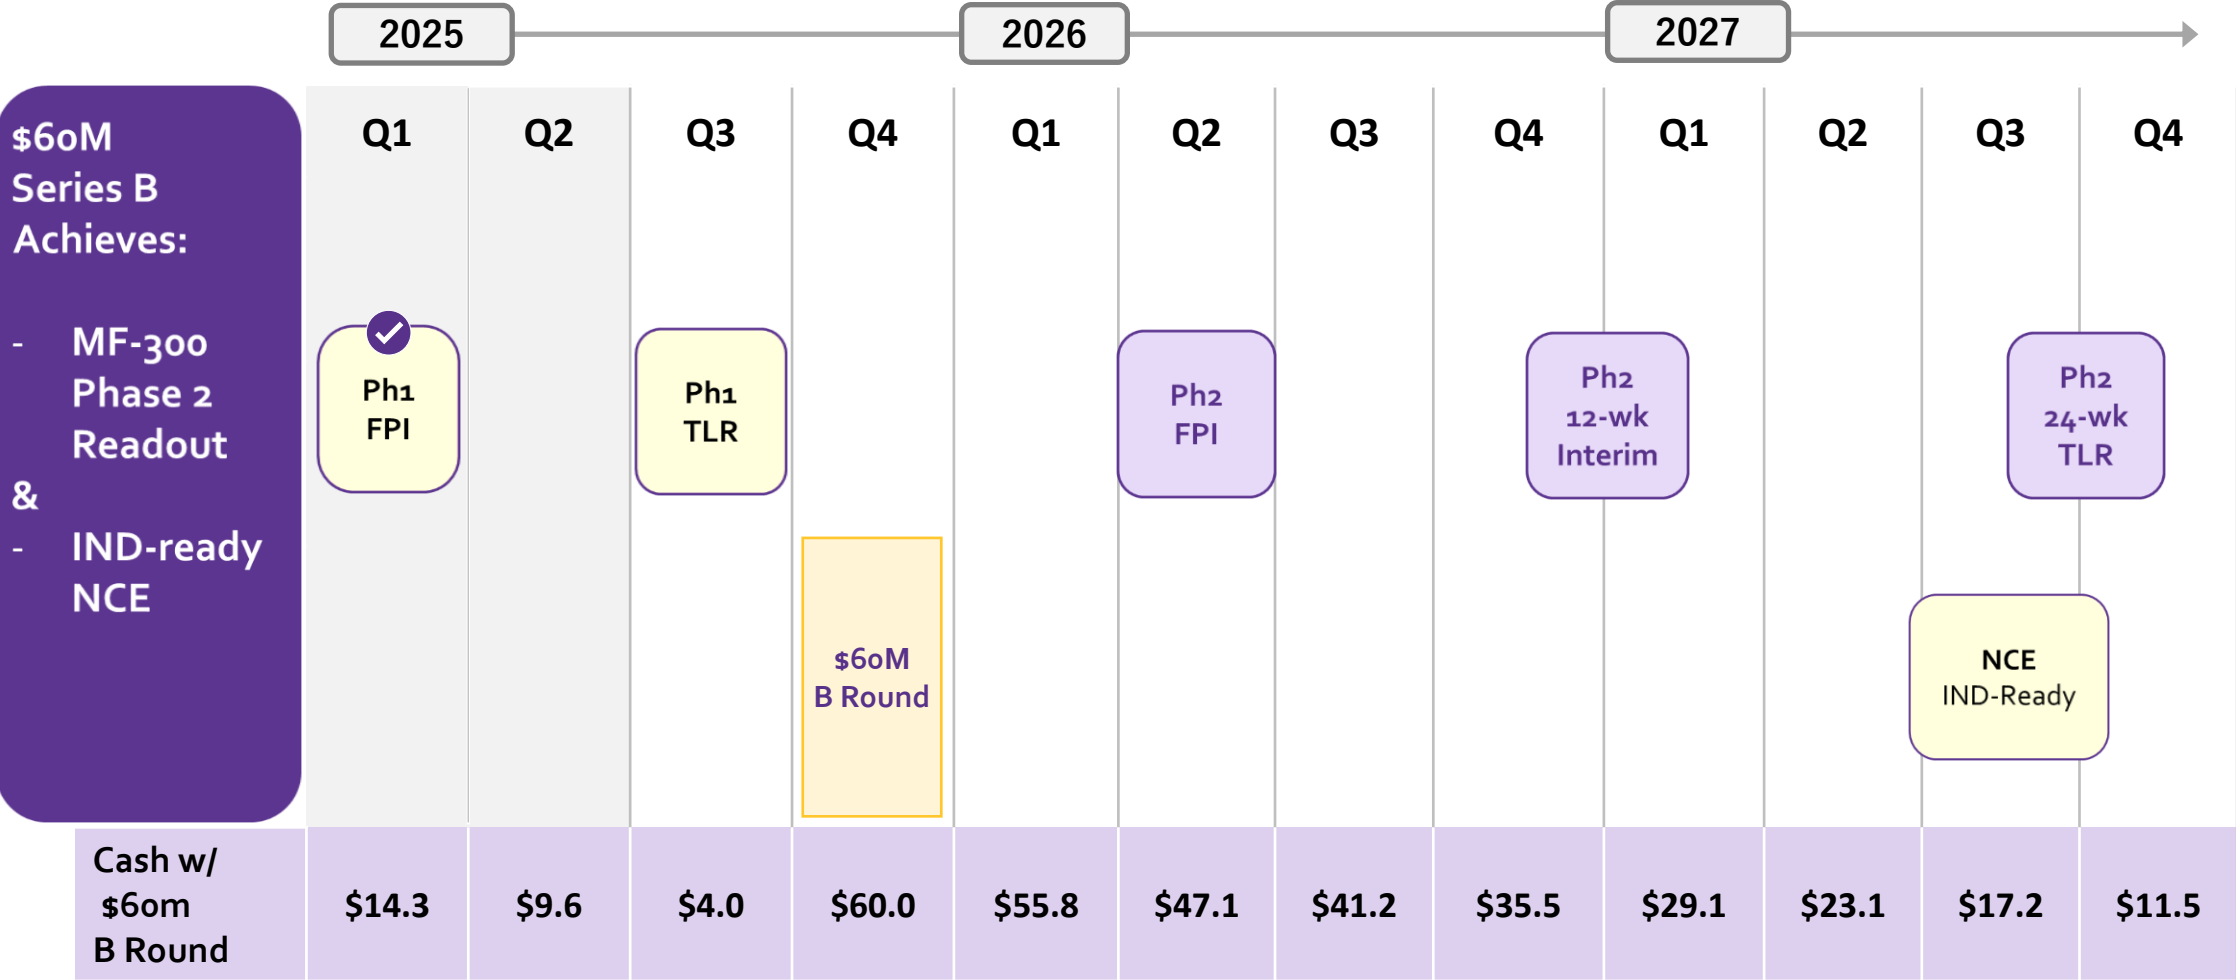 2025
2026
2027
$60M
Series B
Achieves:
- MF-300
Phase 2
Readout
&
- IND-ready
NCE
Q1
Q2
Q3
Q4
Q1
Q2
Q3
Q4
Q1
Q2
Q3
Q4
Ph1
FPI
Ph1
TLR
Ph2
FPI
Ph2
12-wk
Interim
Ph2
24-wk
TLR
$60M
B Round
NCE
IND-Ready
Cash w/
$60m
B Round
$14.3
$9.6
$4.0
$60.0
$55.8
$47.1
$41.2
$35.5
$29.1
$23.1
$17.2
$11.5